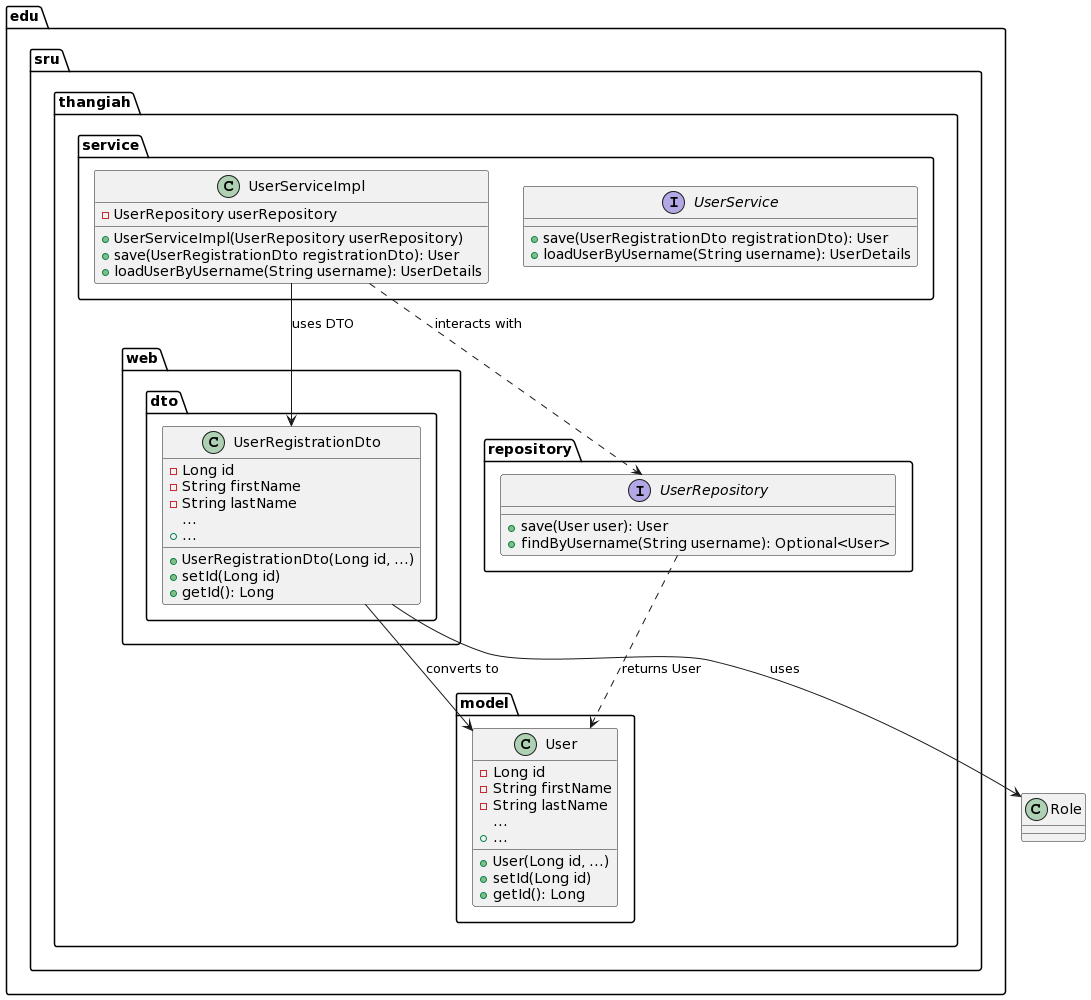 edu
sru
thangiah
service
C UserServiceImpl
UserRepository userRepository
UserServiceImpl(UserRepository userRepository)
save(UserRegistrationDto registrationDto): User
loadUserByUsername(String username): UserDetails
I UserService
save(UserRegistrationDto registrationDto): User
loadUserByUsername(String username): UserDetails
uses DTO
interacts with
web
dto
C UserRegistrationDto
Long id
String firstName
String lastName
...
...
UserRegistrationDto(Long id, ...)
setId(Long id)
getId(): Long
repository
I UserRepository
save(User user): User
findByUsername(String username): Optional<User>
converts to
returns User
uses
model
C User
Long id
String firstName
String lastName
...
...
User(Long id, ...)
setId(Long id)
getId(): Long
C Role